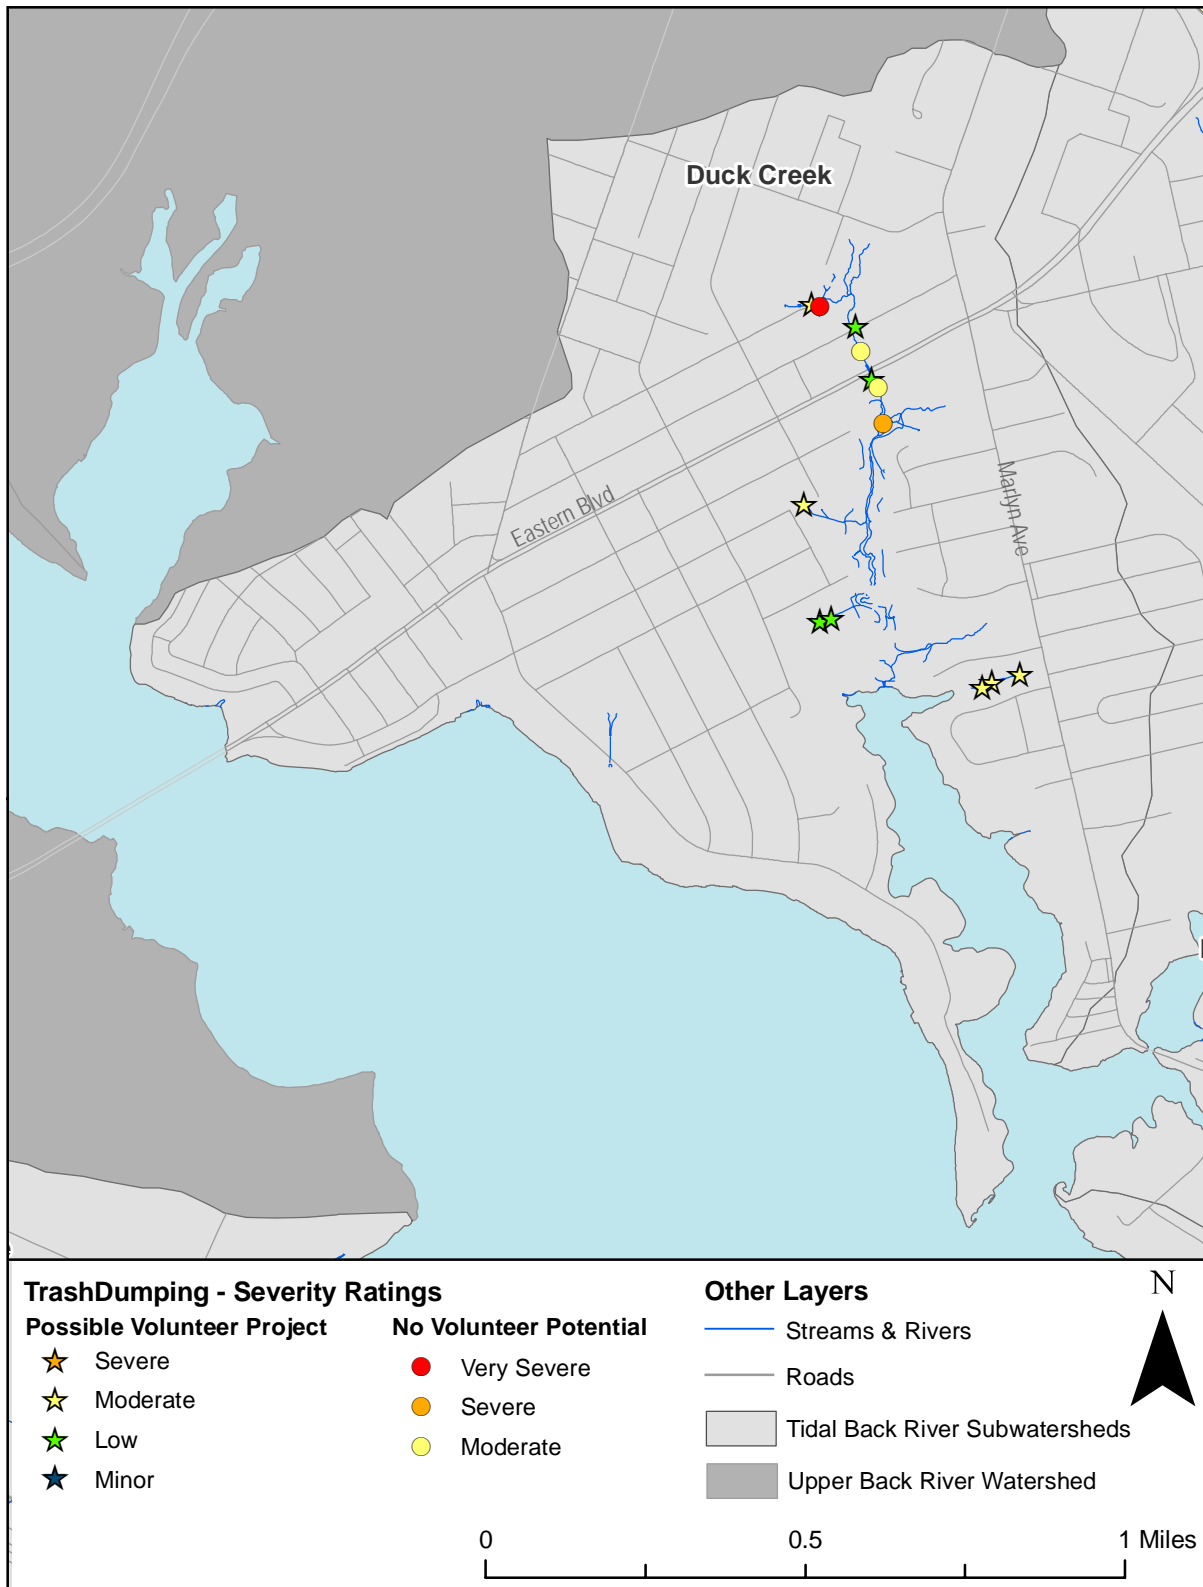 Duck Creek
Eastern Blvd
Marlyn Ave
TrashDumping - Severity Ratings
Possible Volunteer Project
Severe
Moderate
Low
Minor
No Volunteer Potential
Very Severe
Severe
Moderate
Other Layers
Streams & Rivers
Roads
Tidal Back River Subwatersheds
Upper Back River Watershed
N
0 0.5 1 Miles